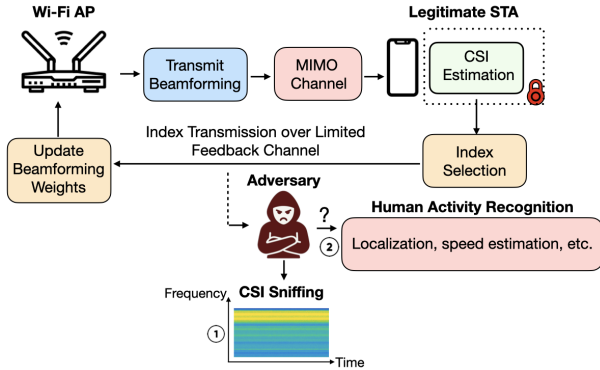 Wi-Fi AP
Legitimate STA
Transmit
Beamforming
MIMO
Channel
CSI
Estimation
Index Transmission over Limited
Feedback Channel
Update
Beamforming
Weights
Index
Selection
Adversary
?
2
Human Activity Recognition
Localization, speed estimation, etc.
CSI Sniffing
Frequency
1
Time